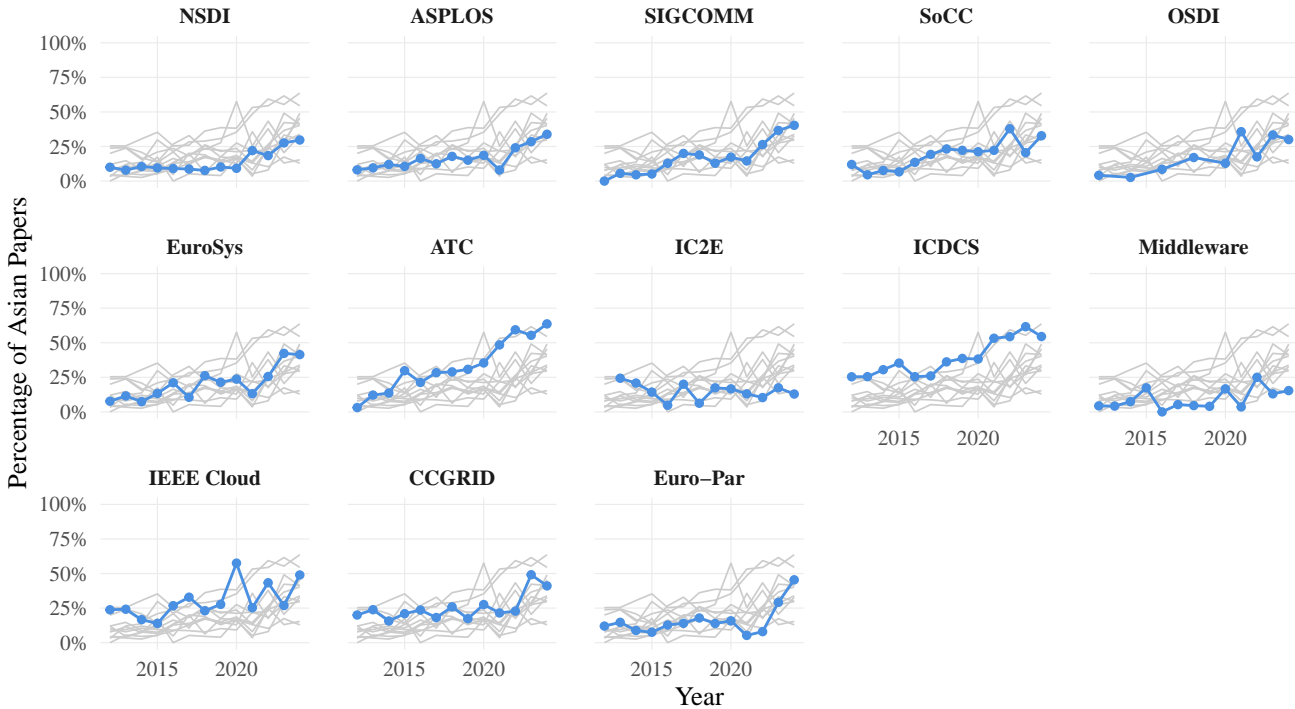 NSDI ASPLOS SIGCOMM SoCC OSDI
100%
75%
50%
25%
0%
EuroSys ATC IC2E ICDCS Middleware
100%
75%
50%
25%
0%
2015 2020 2015 2020
IEEE Cloud CCGRID Euro−Par
100%
75%
50%
25%
0%
2015 2020 2015 2020 2015 2020
Year
Percentage of Asian Papers